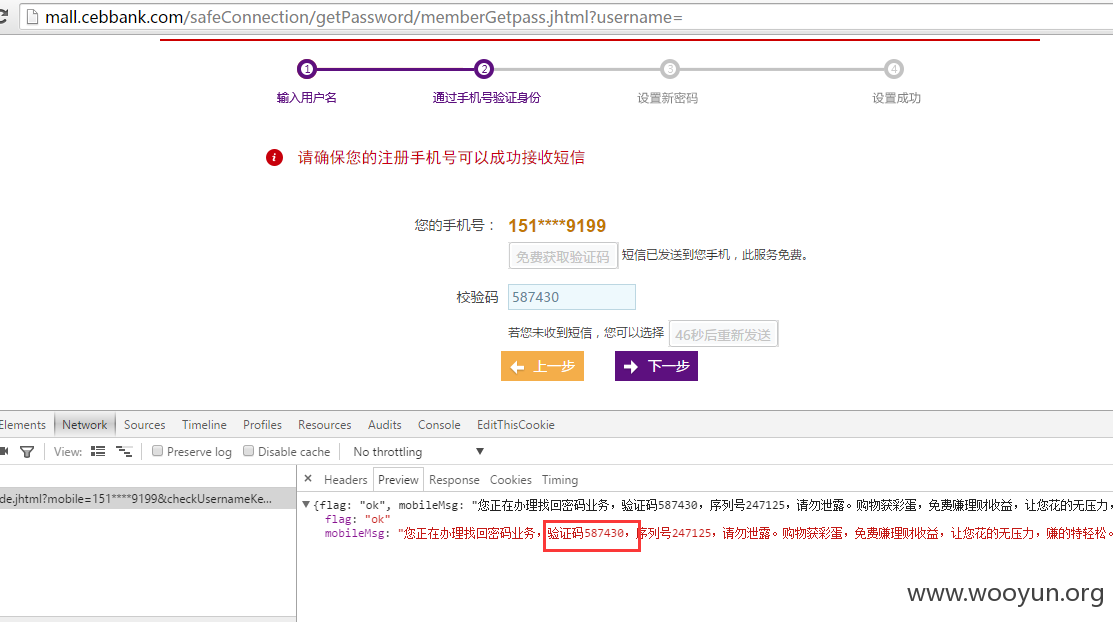 mall.cebbank.com/safeConnection/getPassword/memberGetpass.jhtml?username=
1 2 3 4
输入用户名 通过手机号验证身份 设置新密码 设置成功
请确保您的注册手机号可以成功接收短信
您的手机号： 151****9199
免费获取验证码 短信已发送到您手机，此服务免费。
校验码 587430
若您未收到短信，您可以选择 46秒后重新发送
上一步 下一步
Elements Network Sources Timeline Profiles Resources Audits Console EditThisCookie
View: Preserve log Disable cache No throttling
× Headers Preview Response Cookies Timing
de.jhtml?mobile=151****9199&checkUsernameKe...
{flag: "ok", mobileMsg: "您正在办理找回密码业务，验证码587430，序列号247125，请勿泄露。购物获彩蛋，免费赚理财收益，让您花的无压力，
flag: "ok"
mobileMsg: "您正在办理找回密码业务，验证码587430，序列号247125，请勿泄露。购物获彩蛋，免费赚理财收益，让您花的无压力，赚的特轻松。
www.wooyun.org